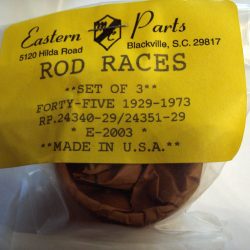 Eastern Parts
5120 Hilda Road Blackville, S.C. 29817
ROD RACES
**SET OF 3**
FORTY-FIVE 1929-1973
RP.24340-29/24351-29
* E-2003 *
**MADE IN U.S.A.**